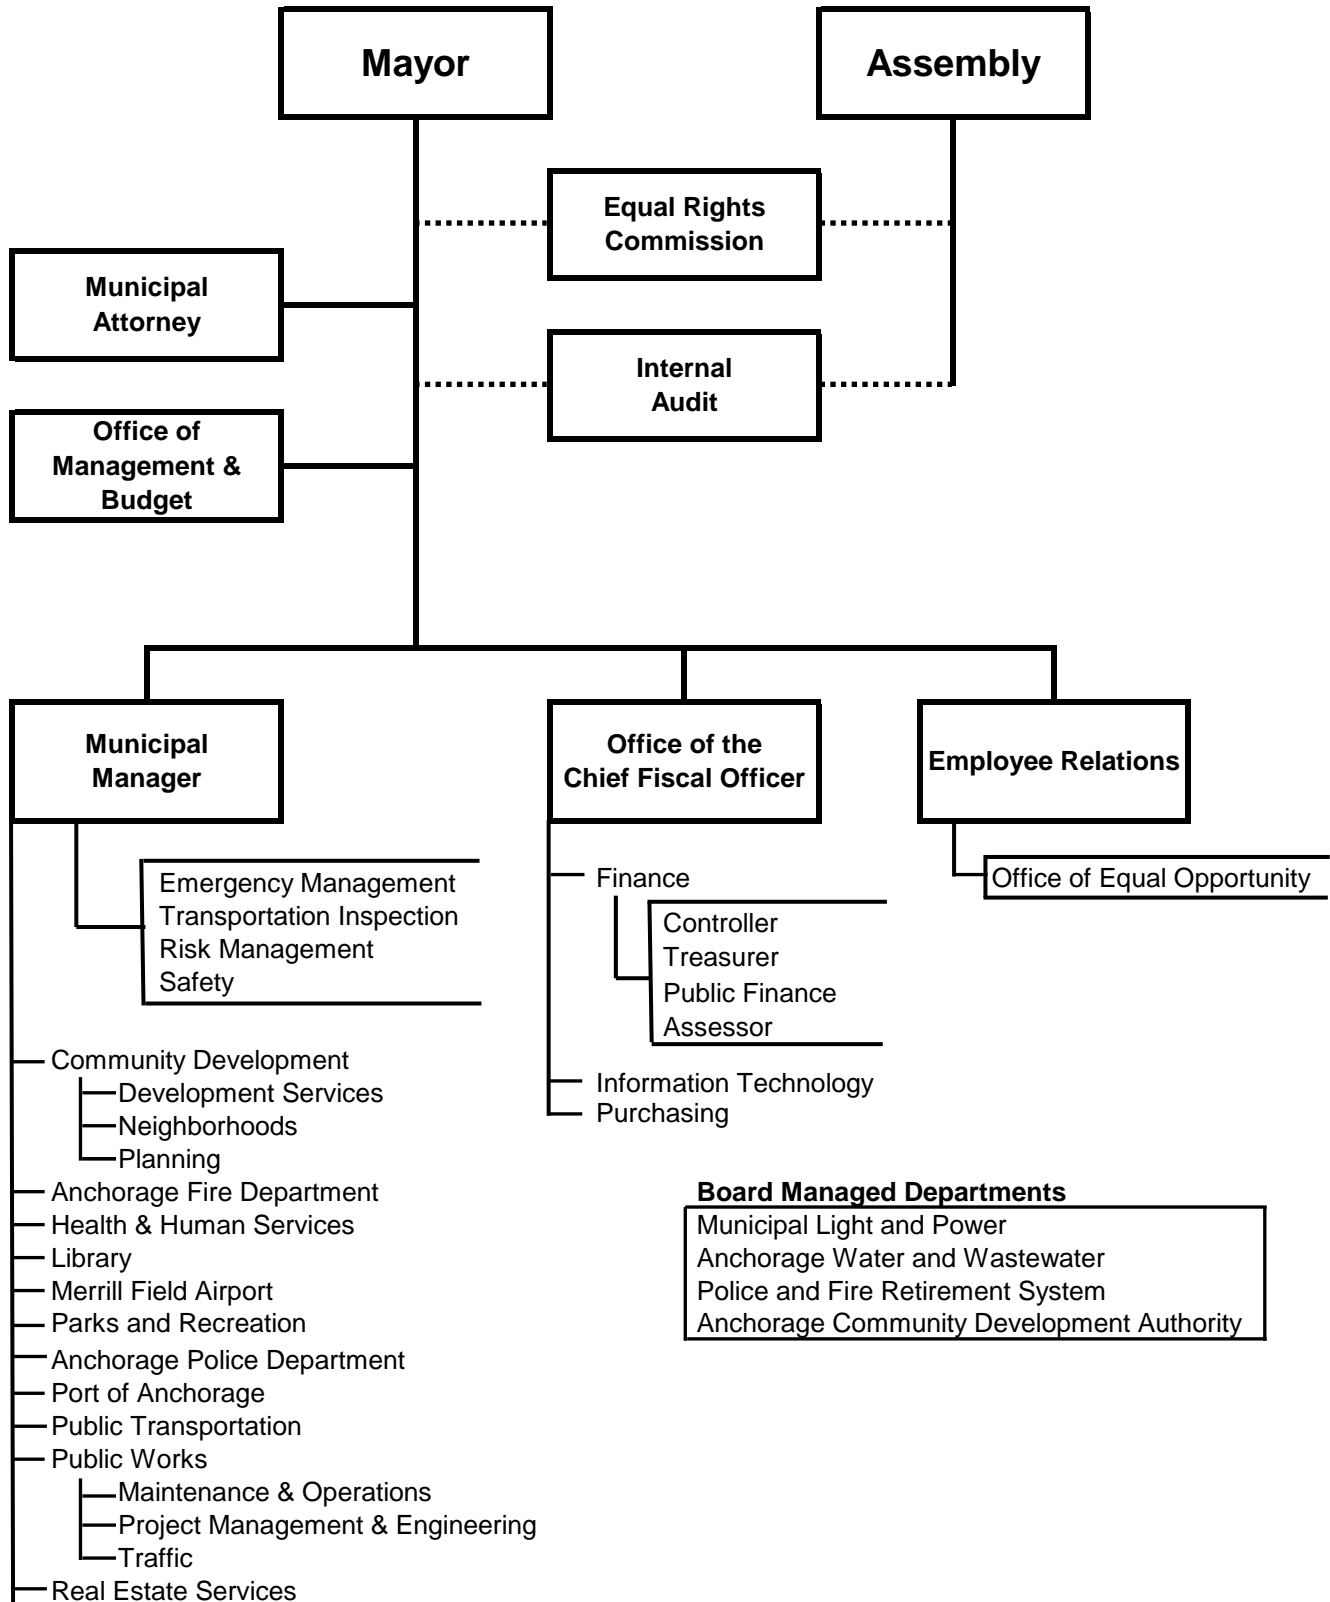 Mayor
Assembly
Equal Rights
Commission
Municipal
Attorney
Internal
Audit
Office of
Management &
Budget
Municipal
Manager
Office of the
Chief Fiscal Officer
Employee Relations
Emergency Management
Transportation Inspection
Risk Management
Safety
Community Development
Development Services
Neighborhoods
Planning
Anchorage Fire Department
Health & Human Services
Library
Merrill Field Airport
Parks and Recreation
Anchorage Police Department
Port of Anchorage
Public Transportation
Public Works
Maintenance & Operations
Project Management & Engineering
Traffic
Real Estate Services
Finance
Controller
Treasurer
Public Finance
Assessor
Information Technology
Purchasing
Office of Equal Opportunity
Board Managed Departments
Municipal Light and Power
Anchorage Water and Wastewater
Police and Fire Retirement System
Anchorage Community Development Authority